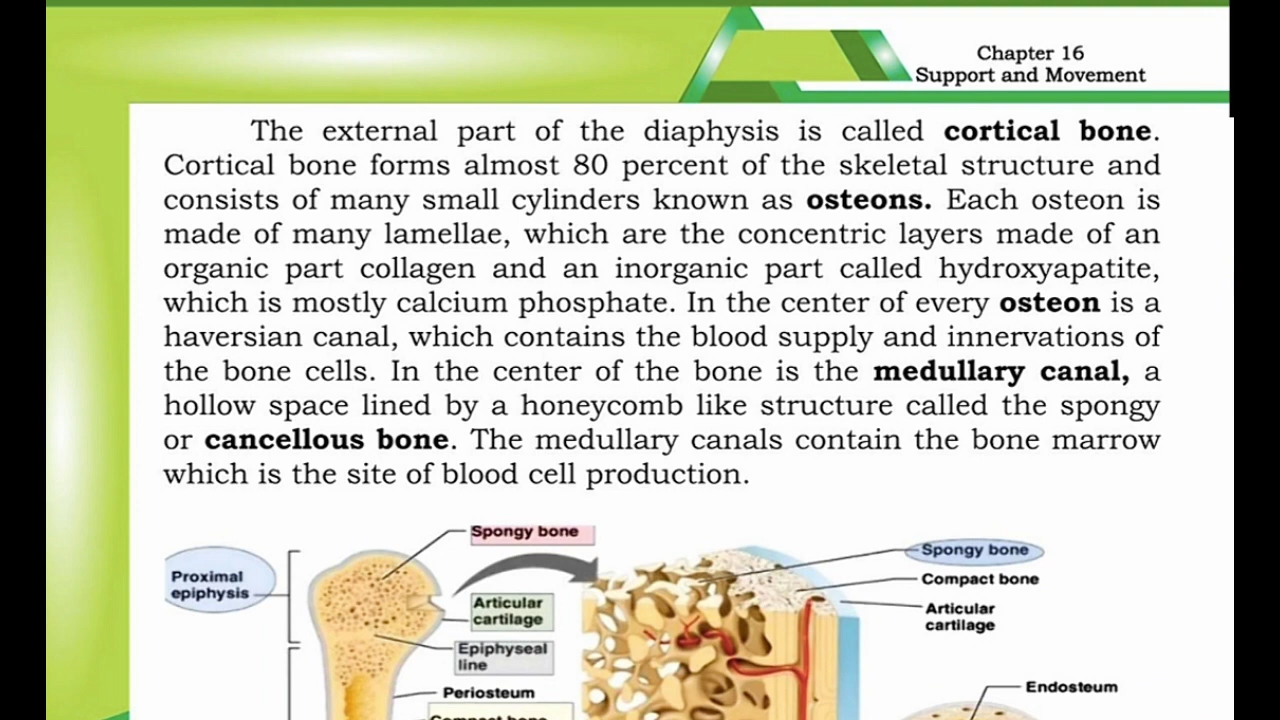 Chapter 16
Support and Movement
The external part of the diaphysis is called cortical bone.
Cortical bone forms almost 80 percent of the skeletal structure and
consists of many small cylinders known as osteons. Each osteon is
made of many lamellae, which are the concentric layers made of an
organic part collagen and an inorganic part called hydroxyapatite,
which is mostly calcium phosphate. In the center of every osteon is a
haversian canal, which contains the blood supply and innervations of
the bone cells. In the center of the bone is the medullary canal, a
hollow space lined by a honeycomb like structure called the spongy
or cancellous bone. The medullary canals contain the bone marrow
which is the site of blood cell production.
Spongy bone
Proximal
epiphysis
Articular
cartilage
Epiphyseal
line
Periosteum
Compact bone
Spongy bone
Compact bone
Articular
cartilage
Endosteum